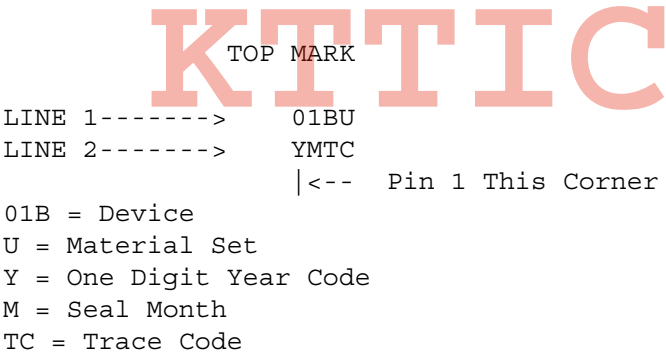 KTTIC
TOP MARK
LINE 1-------> 01BU
LINE 2-------> YMTC
|<-- Pin 1 This Corner
01B = Device
U = Material Set
Y = One Digit Year Code
M = Seal Month
TC = Trace Code